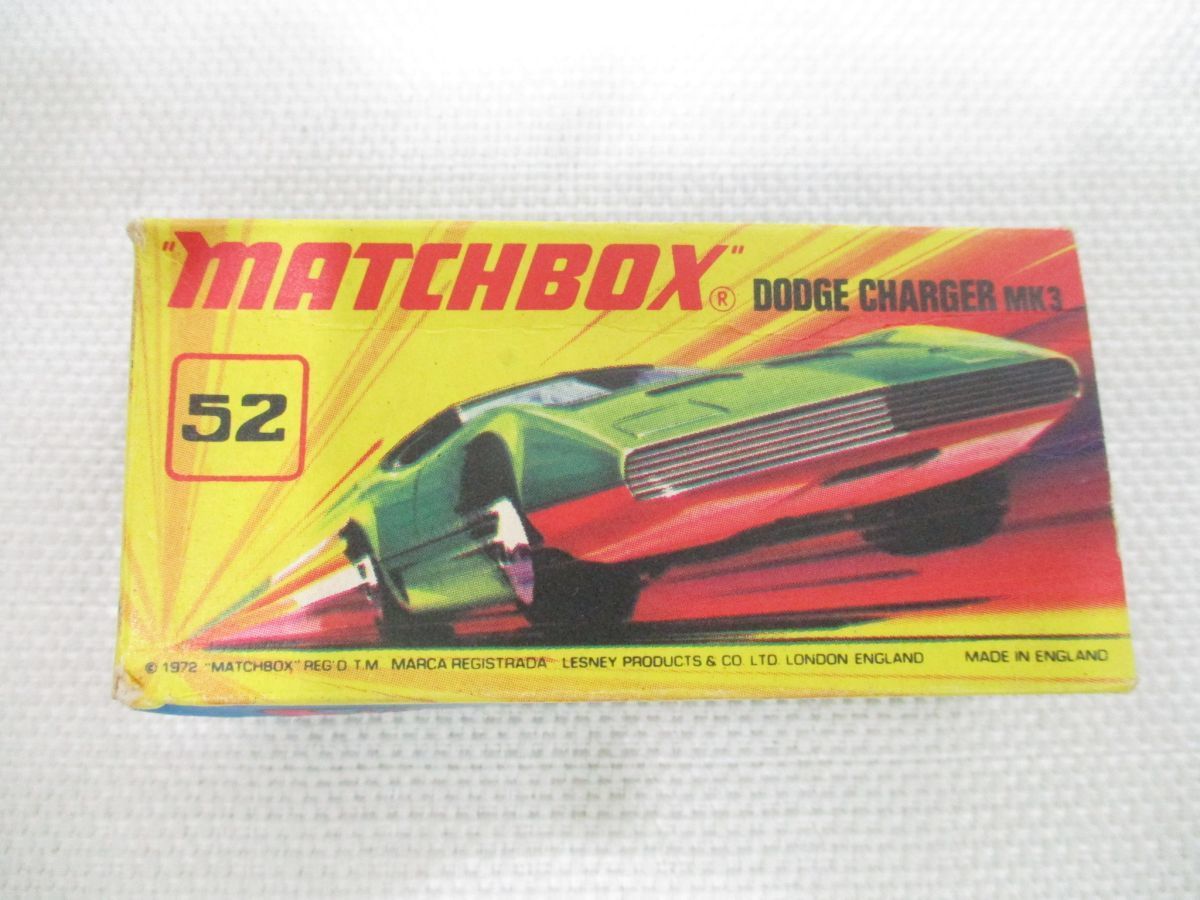 "MATCHBOX" ®
DODGE CHARGER MK3
52
© 1972 "MATCHBOX" REG'D T.M. MARCA REGISTRADA LESNEY PRODUCTS & CO. LTD. LONDON ENGLAND MADE IN ENGLAND